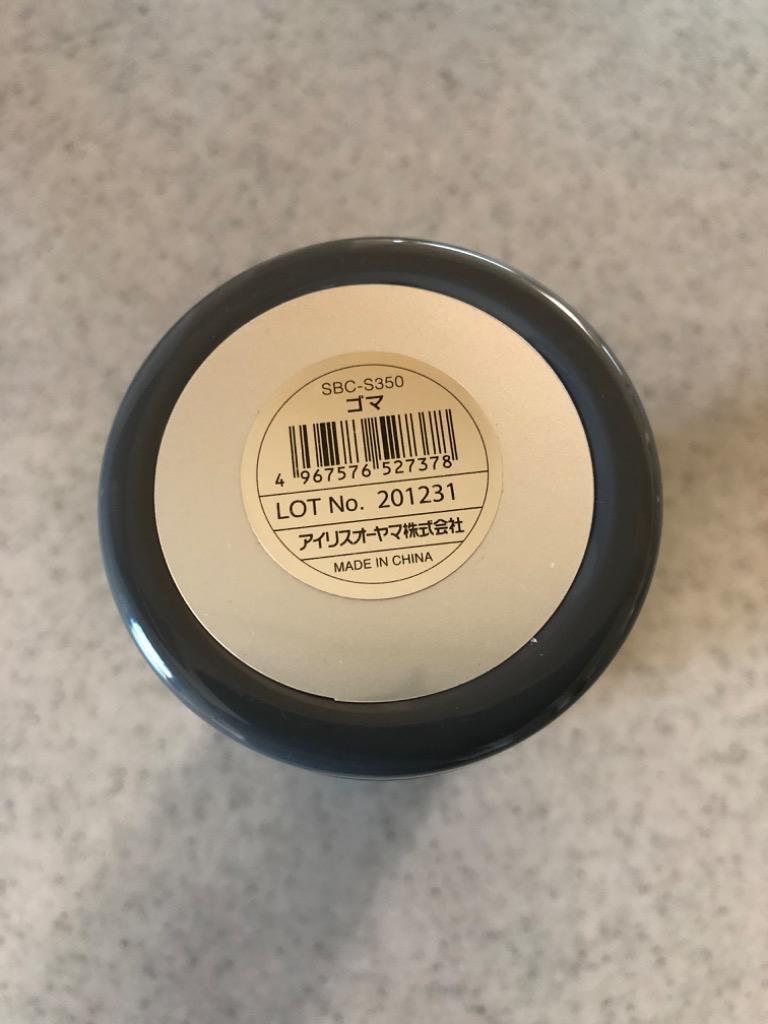 SBC-S350
ゴマ
4 967576 527378
LOT No. 201231
アイリスオーヤマ株式会社
MADE IN CHINA